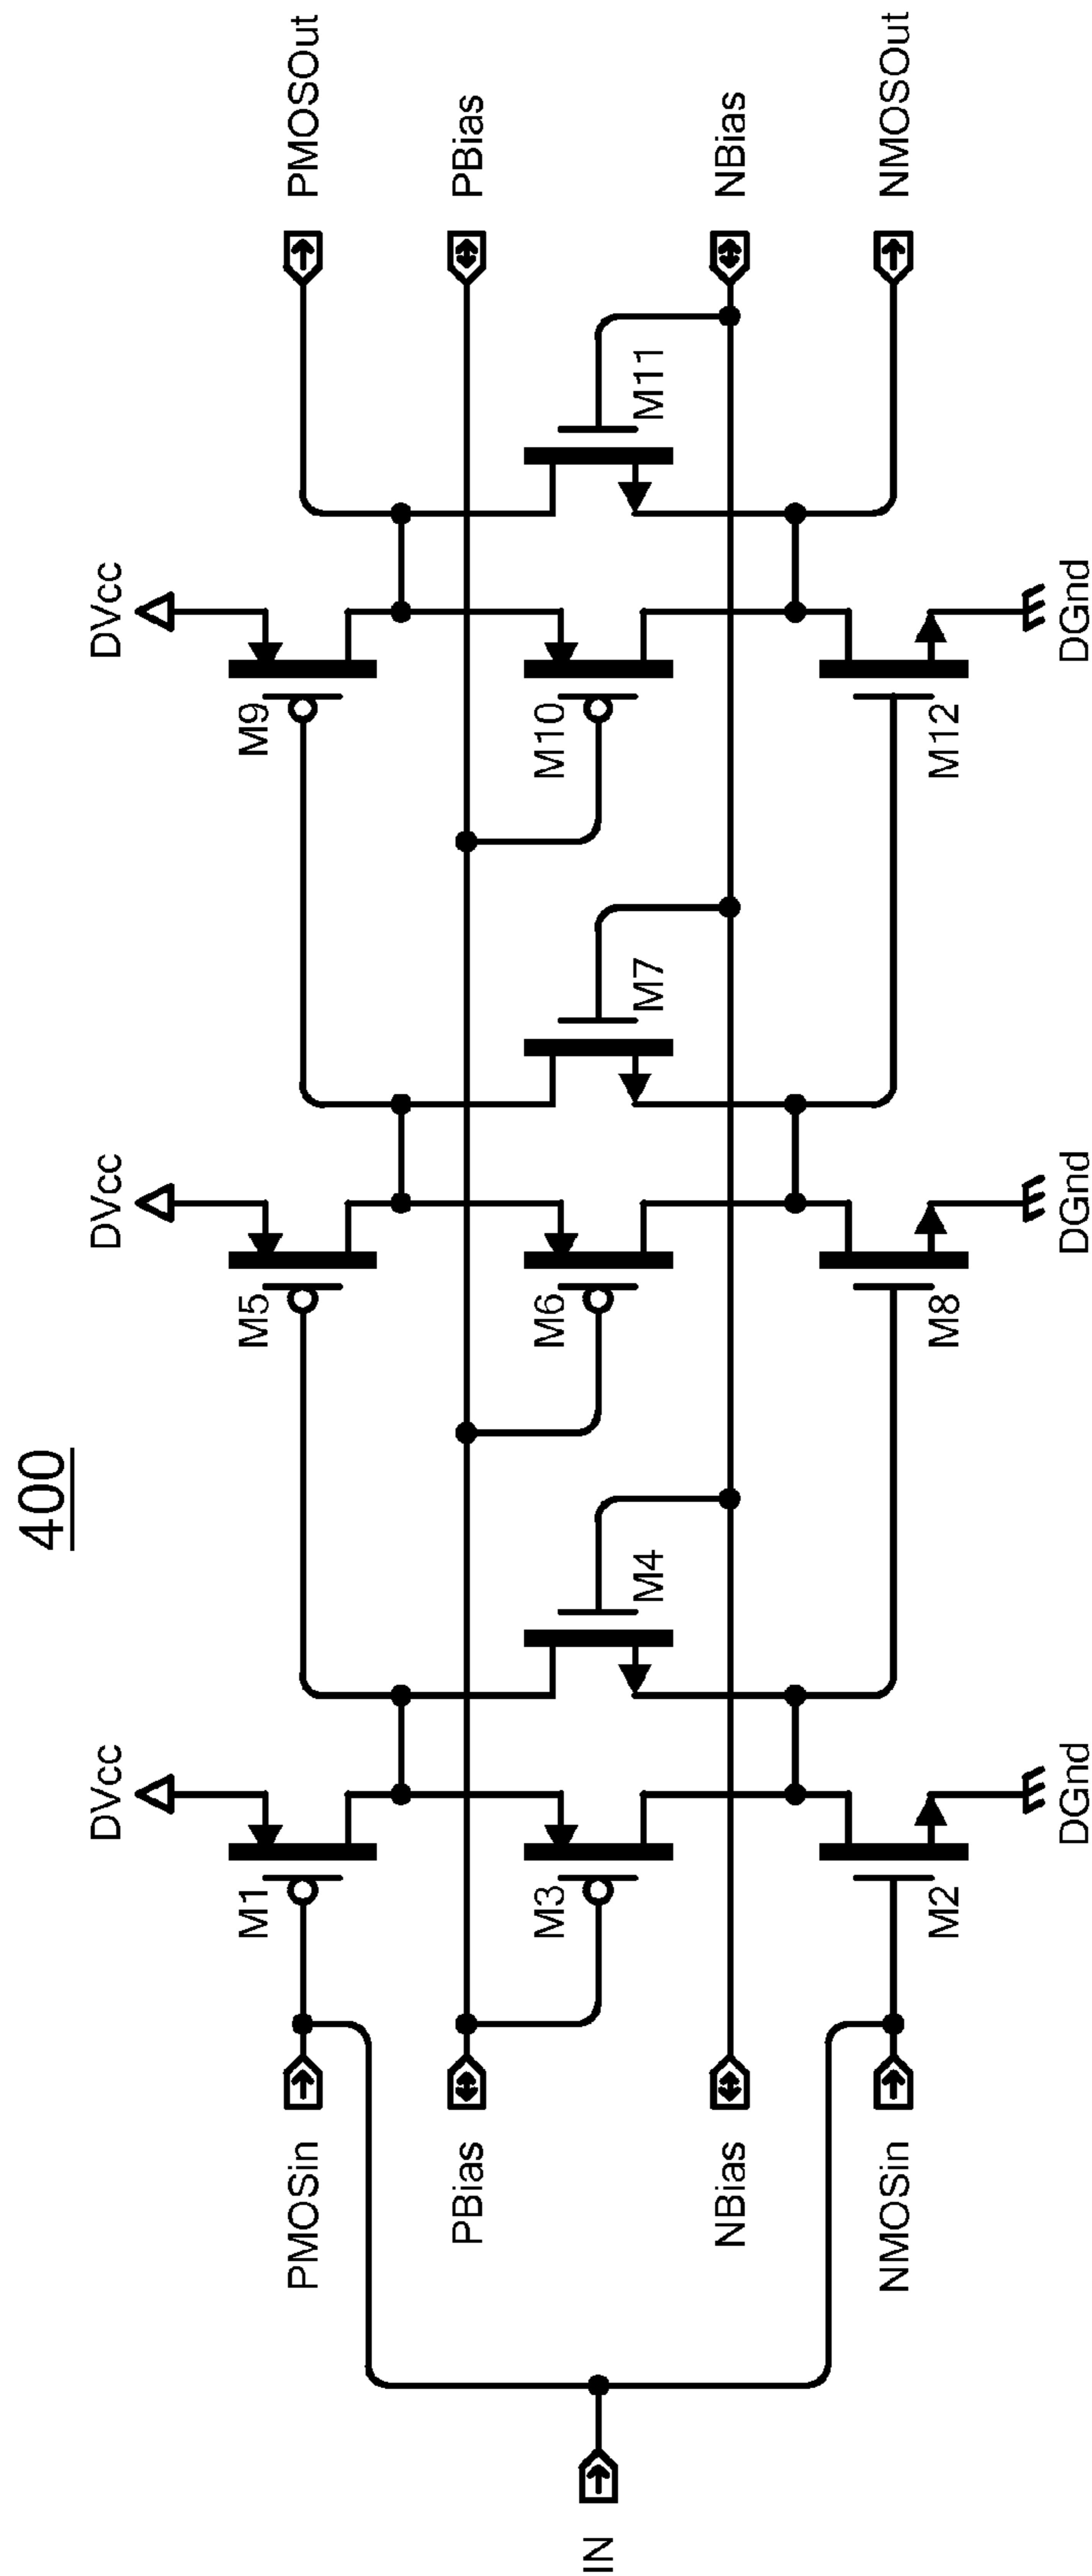 400
DVcc
DVcc
DVcc
M1
M5
M9
PMOSin
PMOSOut
PBias
PBias
M3
M4
M6
M7
M10
M11
IN
NBias
NBias
NMOSin
NMOSOut
M2
M8
M12
DGnd
DGnd
DGnd